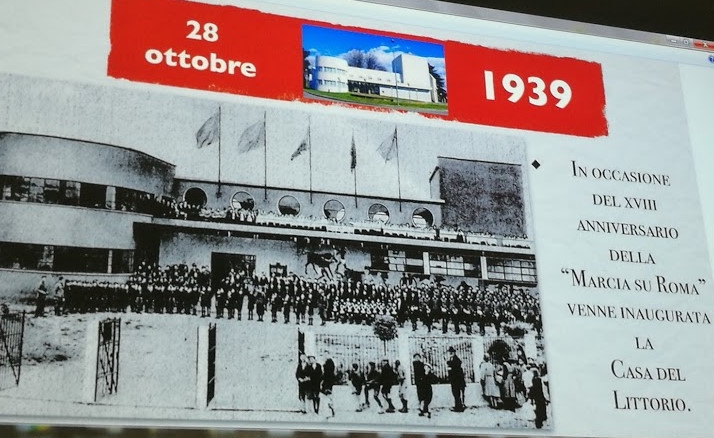 28
ottobre
1939
IN OCCASIONE
DEL XVIII
ANNIVERSARIO
DELLA
“MARCIA SU ROMA”
VENNE INAUGURATA
LA
CASA DEL
LITTORIO.